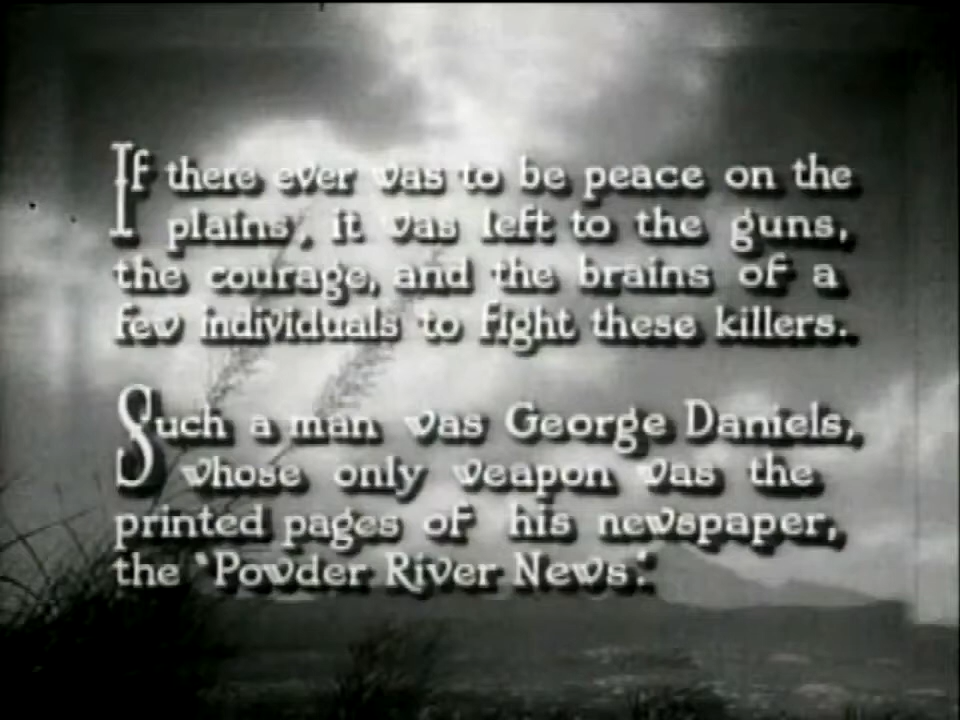 If there ever was to be peace on the
plains, it was left to the guns,
the courage, and the brains of a
few individuals to fight these killers.
Such a man was George Daniels,
whose only weapon was the
printed pages of his newspaper,
the "Powder River News".